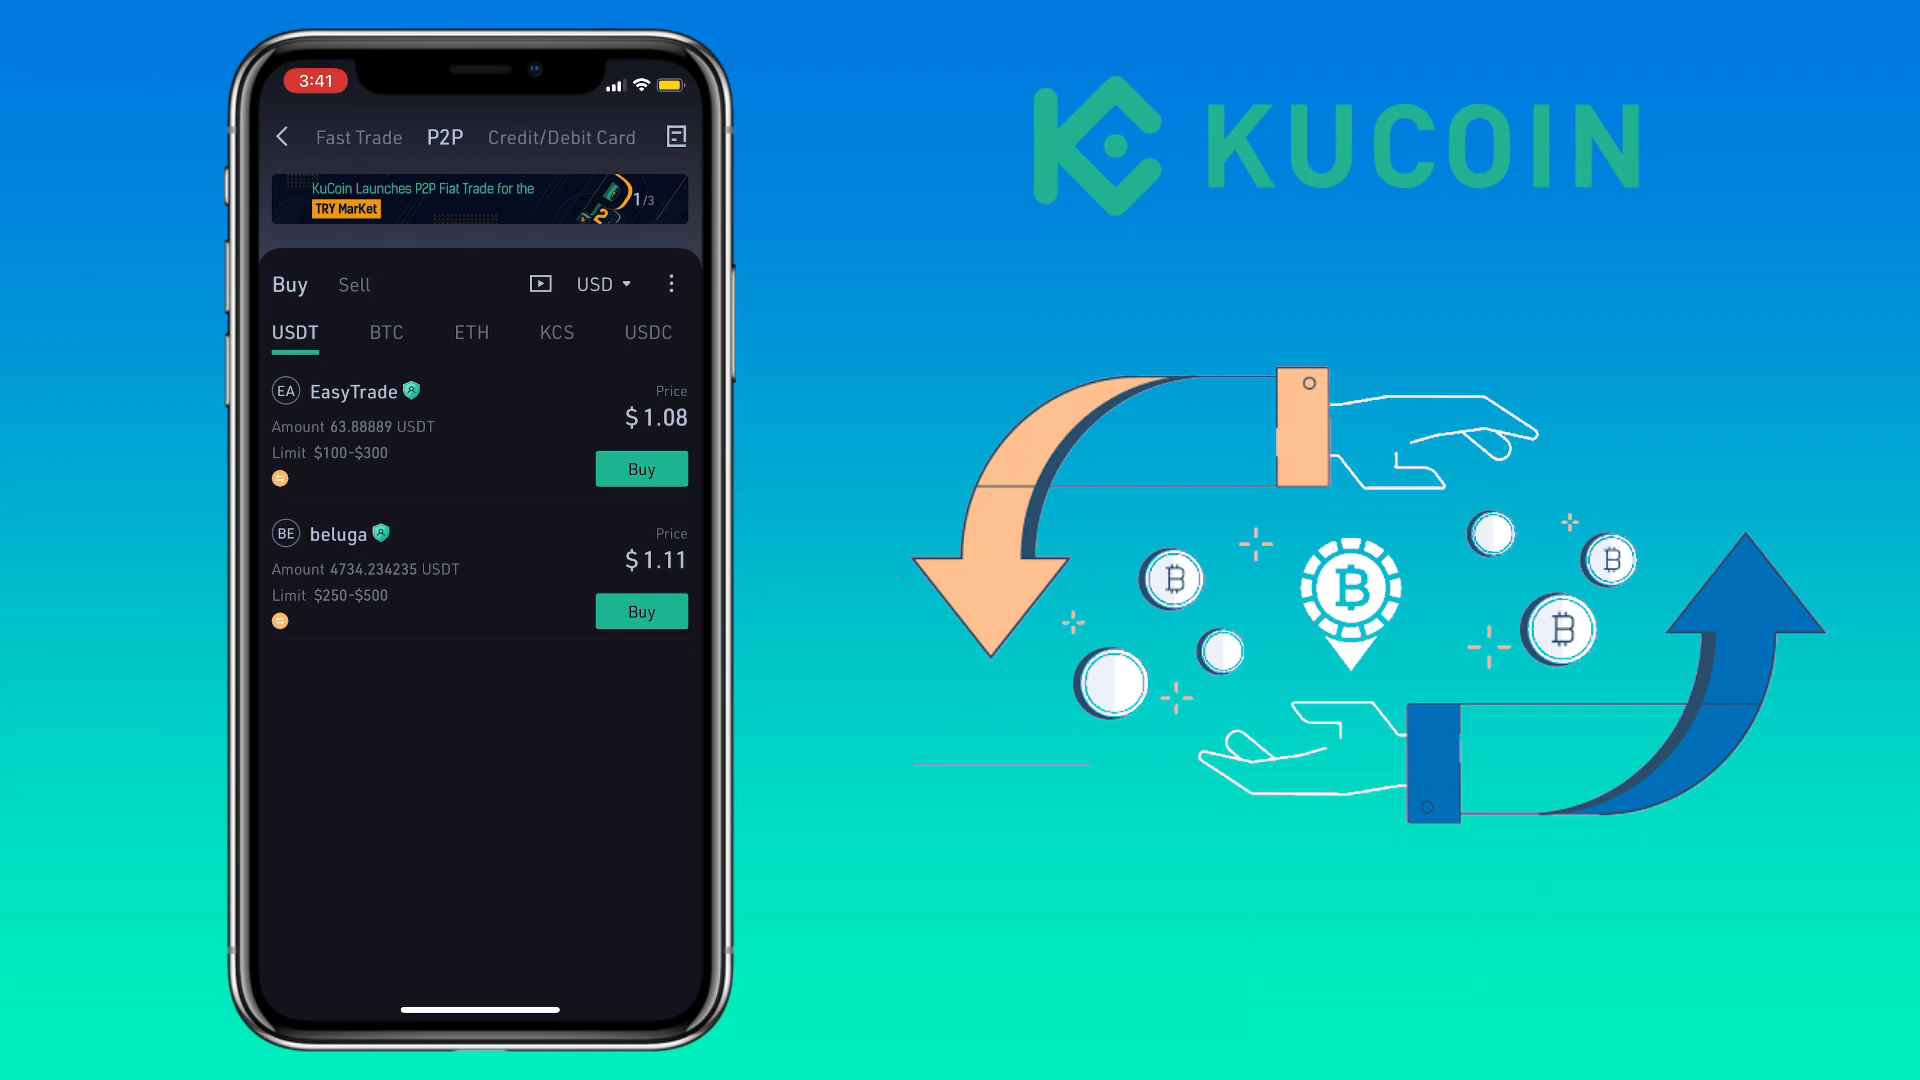 3:41
Fast Trade P2P Credit/Debit Card
KuCoin Launches P2P Fiat Trade for the
TRY MarKet
1/3
Buy Sell USD
USDT BTC ETH KCS USDC
EA EasyTrade Price
$ 1.08
Amount 63.88889 USDT
Limit $100-$300
Buy
BE beluga Price
$ 1.11
Amount 4734.234235 USDT
Limit $250-$500
Buy
KUCOIN